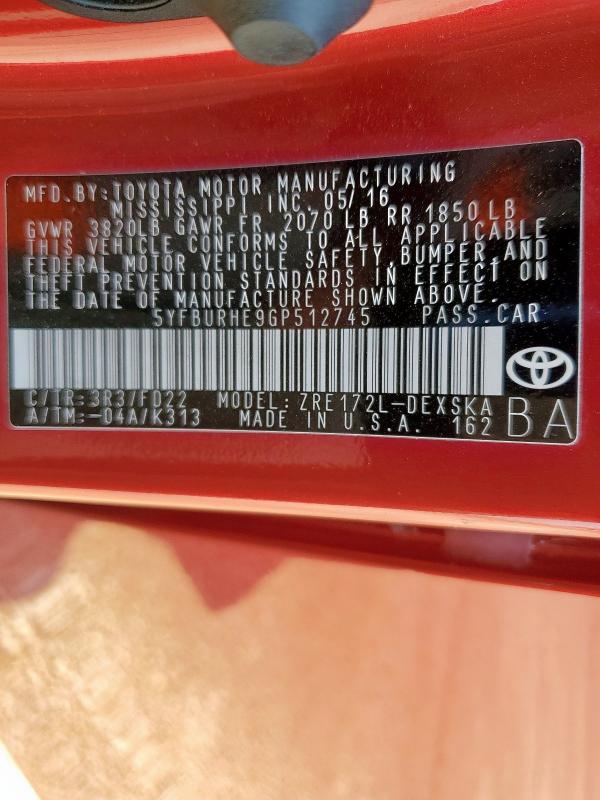 MFD.BY:TOYOTA MOTOR MANUFACTURING
MISSISSIPPI INC. 05/16
GVWR 3820LB GAWR FR 2070 LB RR 1850LB
THIS VEHICLE CONFORMS TO ALL APPLICABLE
FEDERAL MOTOR VEHICLE SAFETY, BUMPER, AND
THEFT PREVENTION STANDARDS IN EFFECT ON
THE DATE OF MANUFACTURE SHOWN ABOVE.
5YFBURHE9GP512745 PASS.CAR
C/TR:3R3/FD22 MODEL: ZRE172L-DEXSKA
A/TM:-04A/K313 MADE IN U.S.A. 162
BA